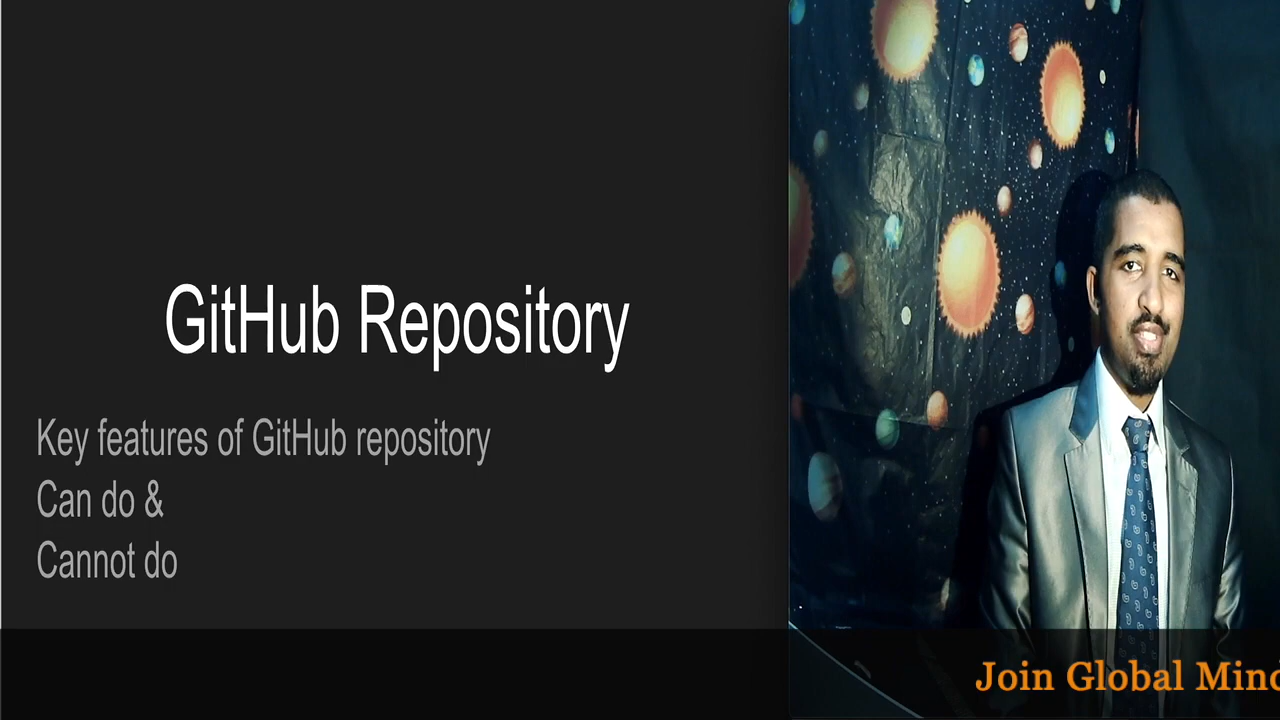 GitHub Repository
Key features of GitHub repository
Can do &
Cannot do
Join Global